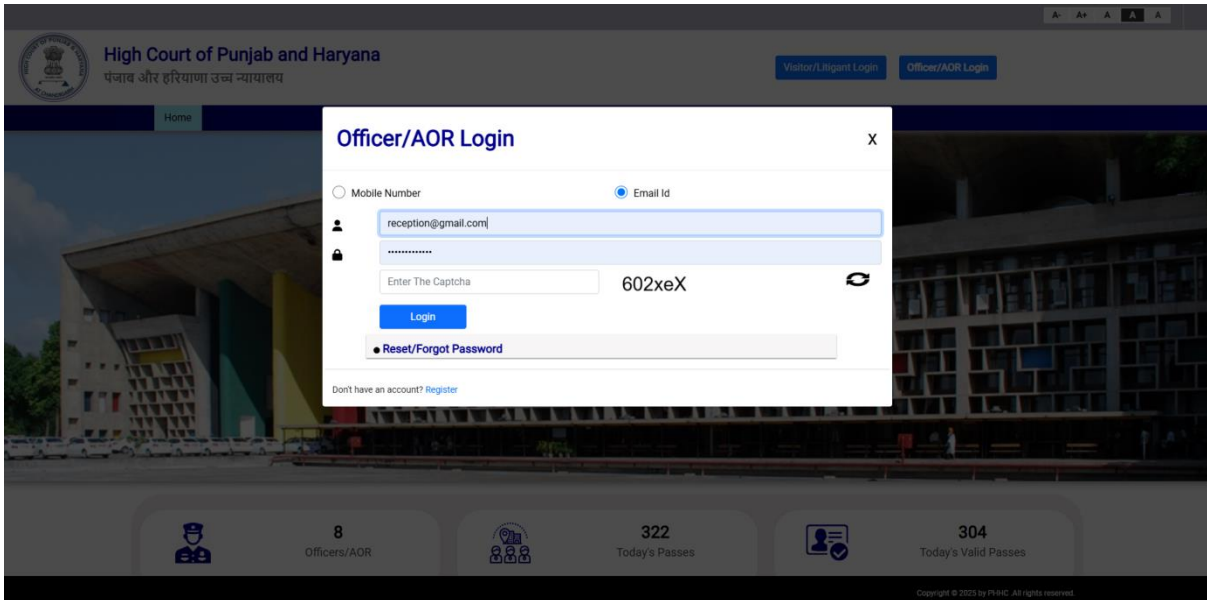 A- A+ A A A
High Court of Punjab and Haryana
पंजाब और हरियाणा उच्च न्यायालय
Visitor/Litigant Login Officer/AOR Login
Home
Officer/AOR Login X
Mobile Number Email Id
reception@gmail.com
•••••••••••••
Enter The Captcha 602xeX
Login
Reset/Forgot Password
Don't have an account? Register
8
Officers/AOR
322
Today's Passes
304
Today's Valid Passes
Copyright © 2025 by PHHC .All rights reserved.